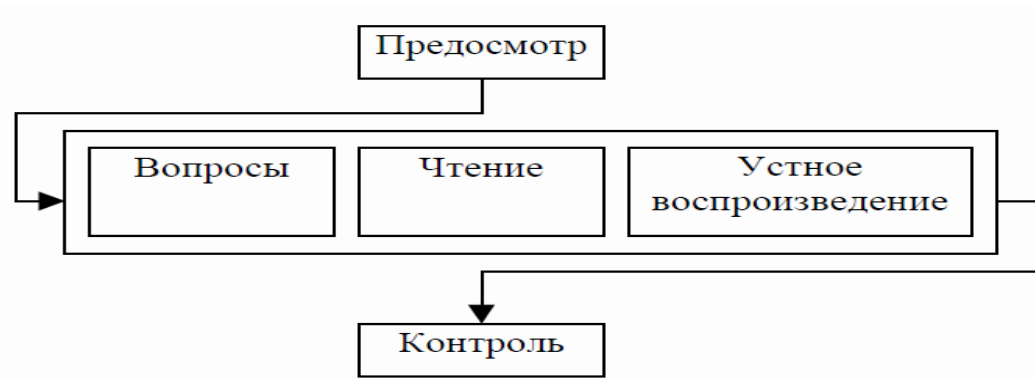 Предосмотр
Вопросы
Чтение
Устное
воспроизведение
Контроль